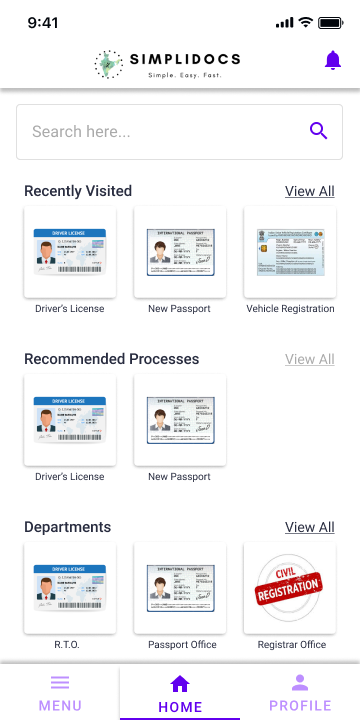 9:41
SIMPLIDOCS
Simple. Easy. Fast.
Search here...
Recently Visited View All
DRIVER LICENSE INTERNATIONAL PASSPORT
Driver's License New Passport Vehicle Registration
Recommended Processes View All
DRIVER LICENSE INTERNATIONAL PASSPORT
Driver's License New Passport
Departments View All
DRIVER LICENSE INTERNATIONAL PASSPORT CIVIL REGISTRATION
R.T.O. Passport Office Registrar Office
MENU HOME PROFILE